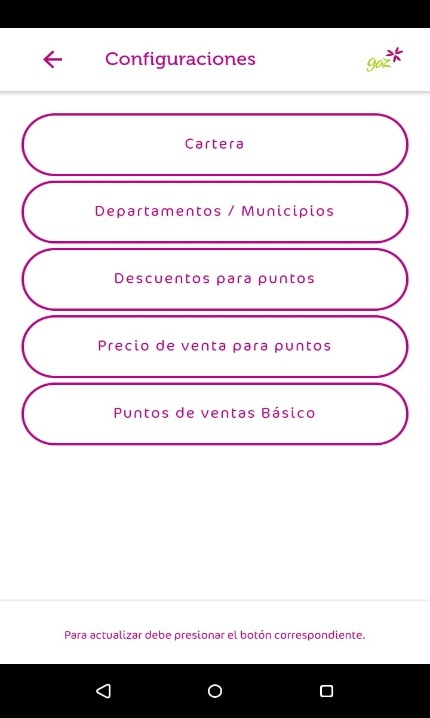 Configuraciones
gaz
Cartera
Departamentos / Municipios
Descuentos para puntos
Precio de venta para puntos
Puntos de ventas Básico
Para actualizar debe presionar el botón correspondiente.